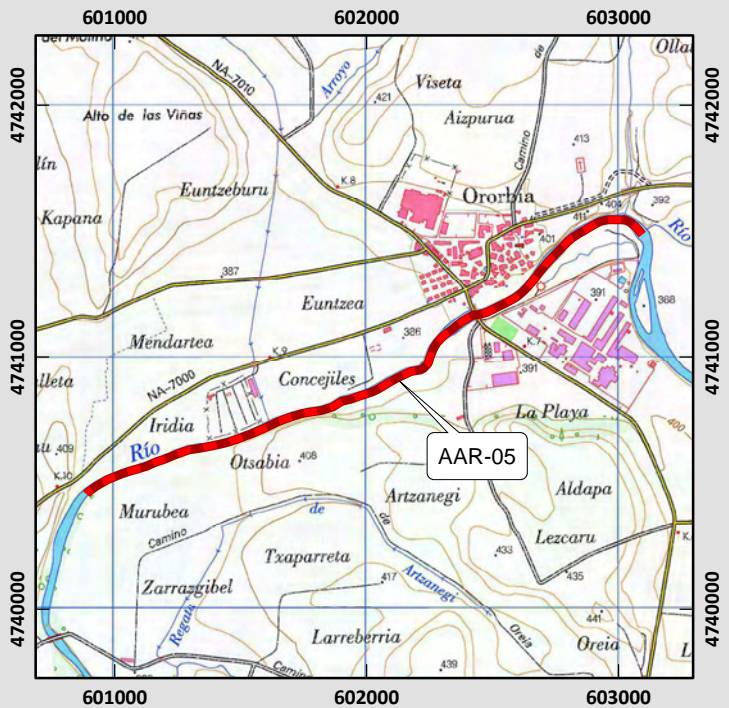 601000
602000
603000
4742000
4742000
4741000
4741000
4740000
4740000
601000
602000
603000
del Molino
NA-7010
Arroyo
421
Viseta
Aizpurua
Camino
de
413
Alto de las Viñas
lín
Kapana
Euntzeburu
K.8
Ororbia
411
404
392
401
Río
387
Euntzea
386
391
388
Mendartea
K.9
NA-7000
Concejiles
K.7
391
lleta
Iridia
La Playa
400
Río
AAR-05
409
K.10
Otsabia
408
Murubea
de
Artzanegi
Aldapa
Camino
de
Lezcaru
433
435
Txaparreta
417
Zarrazgibel
Artzanegi
Regata
441
Larreberria
Oreia
Oreia
Camino
439